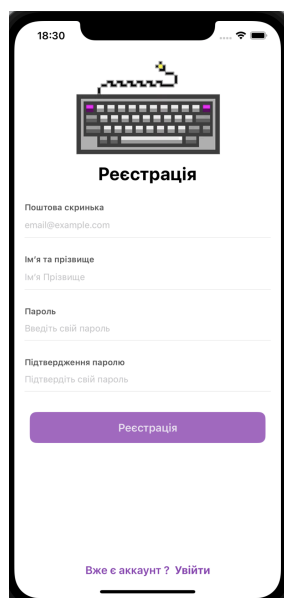 18:30
Реєстрація
Поштова скринька
email@example.com
Ім'я та прізвище
Ім'я Прізвище
Пароль
Введіть свій пароль
Підтвердження паролю
Підтвердіть свій пароль
Реєстрація
Вже є аккаунт ? Увійти